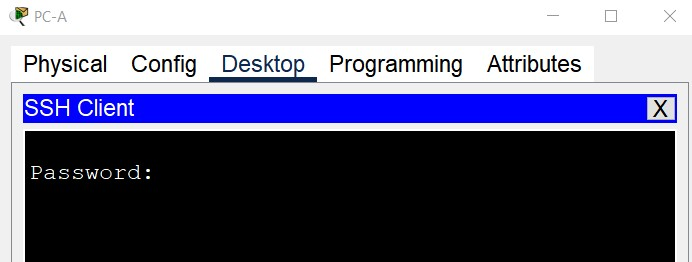 PC-A
Physical Config Desktop Programming Attributes
SSH Client X
Password: